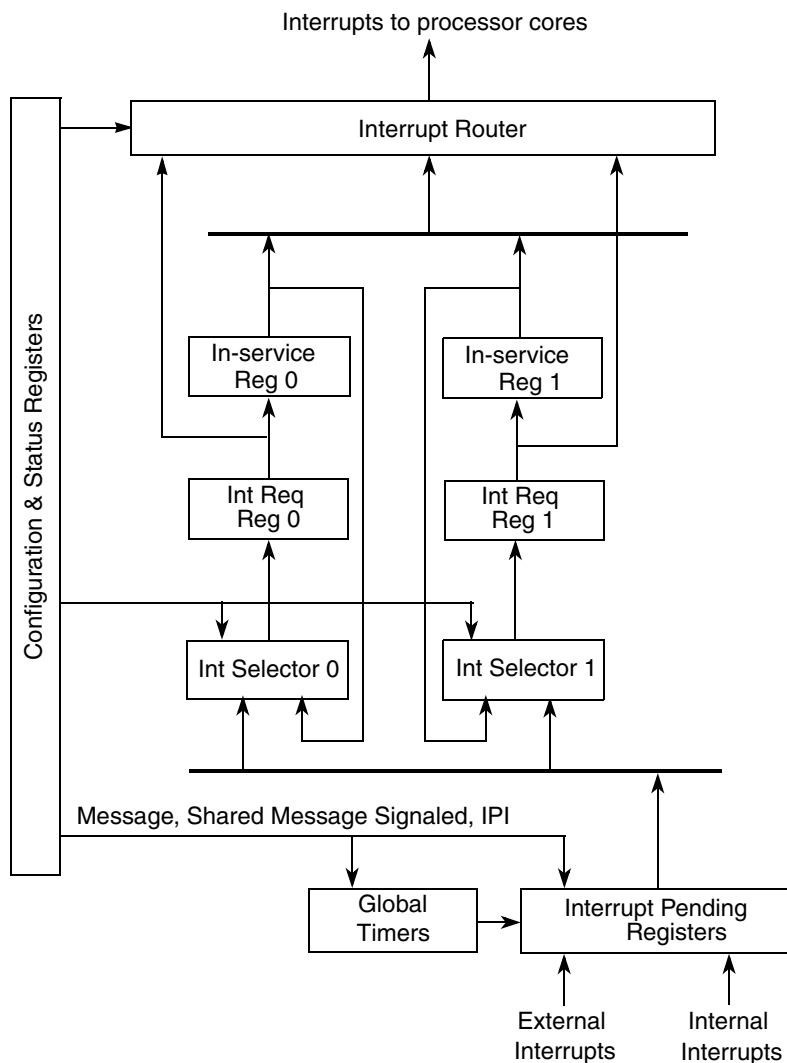 Interrupts to processor cores
Interrupt Router
Configuration & Status Registers
In-service
Reg 0
In-service
Reg 1
Int Req
Reg 0
Int Req
Reg 1
Int Selector 0
Int Selector 1
Message, Shared Message Signaled, IPI
Global
Timers
Interrupt Pending
Registers
External
Interrupts
Internal
Interrupts